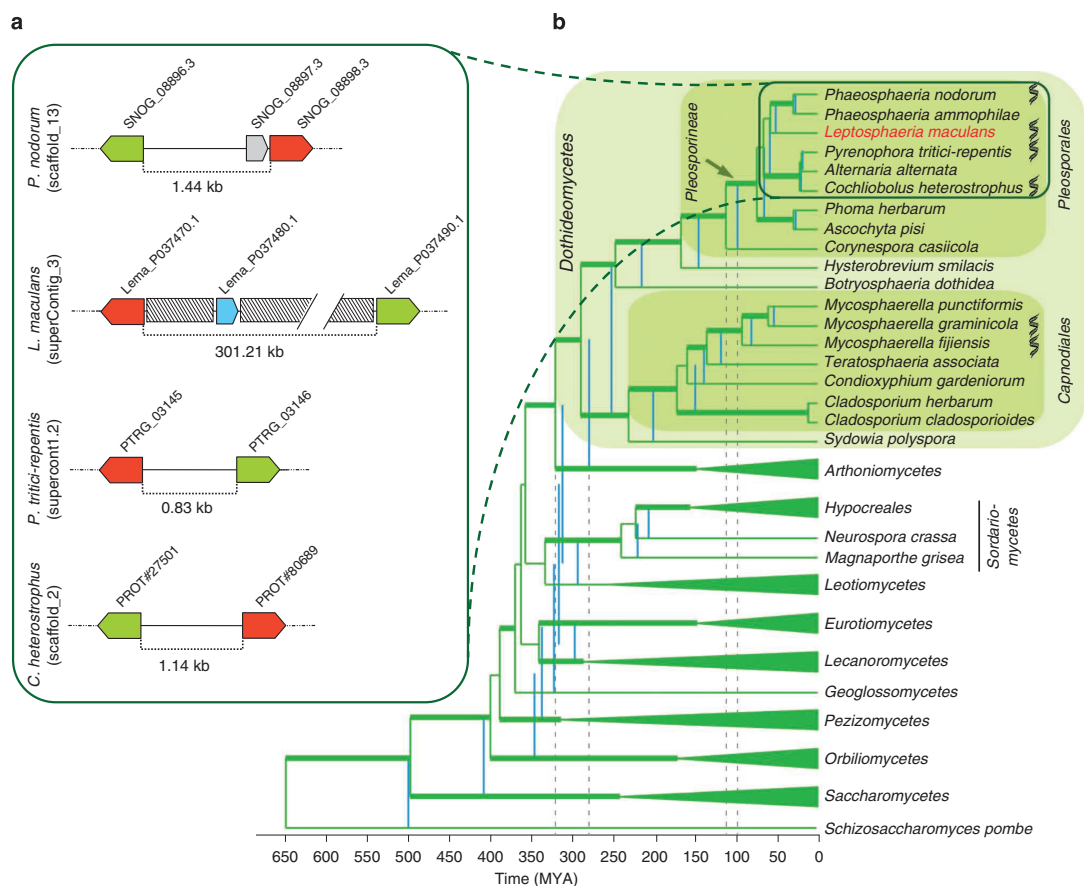 a
P. nodorum
(scaffold_13)
SNOG_08896.3
SNOG_08897.3
SNOG_08898.3
1.44 kb
L. maculans
(superContig_3)
Lema_P037470.1
Lema_P037480.1
Lema_P037490.1
301.21 kb
P. tritici-repentis
(supercont1.2)
PTRG_03145
PTRG_03146
0.83 kb
C. heterostrophus
(scaffold_2)
PROT#27501
PROT#80689
1.14 kb
b
Dothideomycetes
Pleosporineae
Pleosporales
Capnodiales
Phaeosphaeria nodorum
Phaeosphaeria ammophilae
Leptosphaeria maculans
Pyrenophora tritici-repentis
Alternaria alternata
Cochliobolus heterostrophus
Phoma herbarum
Ascochyta pisi
Corynespora casiicola
Hysterobrevium smilacis
Botryosphaeria dothidea
Mycosphaerella punctiformis
Mycosphaerella graminicola
Mycosphaerella fijiensis
Teratosphaeria associata
Condioxyphium gardeniorum
Cladosporium herbarum
Cladosporium cladosporioides
Sydowia polyspora
Arthoniomycetes
Hypocreales
Neurospora crassa
Magnaporthe grisea
Sordario-
mycetes
Leotiomycetes
Eurotiomycetes
Lecanoromycetes
Geoglossomycetes
Pezizomycetes
Orbiliomycetes
Saccharomycetes
Schizosaccharomyces pombe
650 600 550 500 450 400 350 300 250 200 150 100 50 0
Time (MYA)